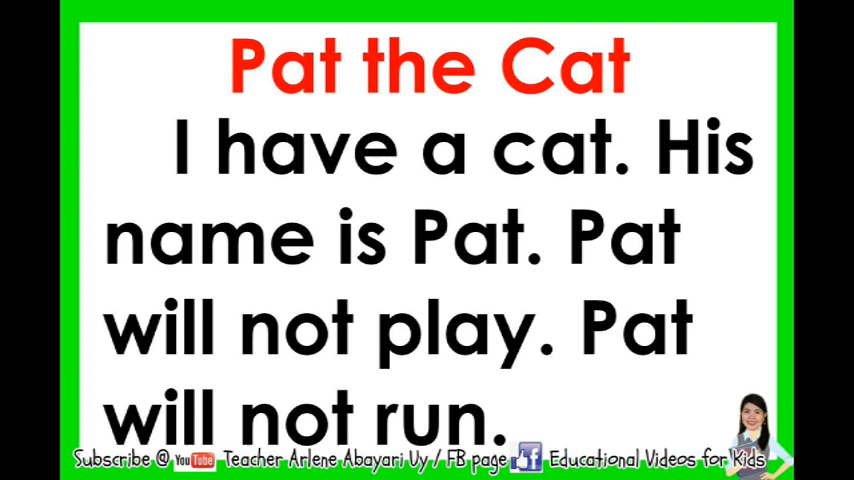 Pat the Cat
I have a cat. His
name is Pat. Pat
will not play. Pat
will not run.
Subscribe @ YouTube Teacher Arlene Abayari Uy / FB page f Educational Videos for Kids